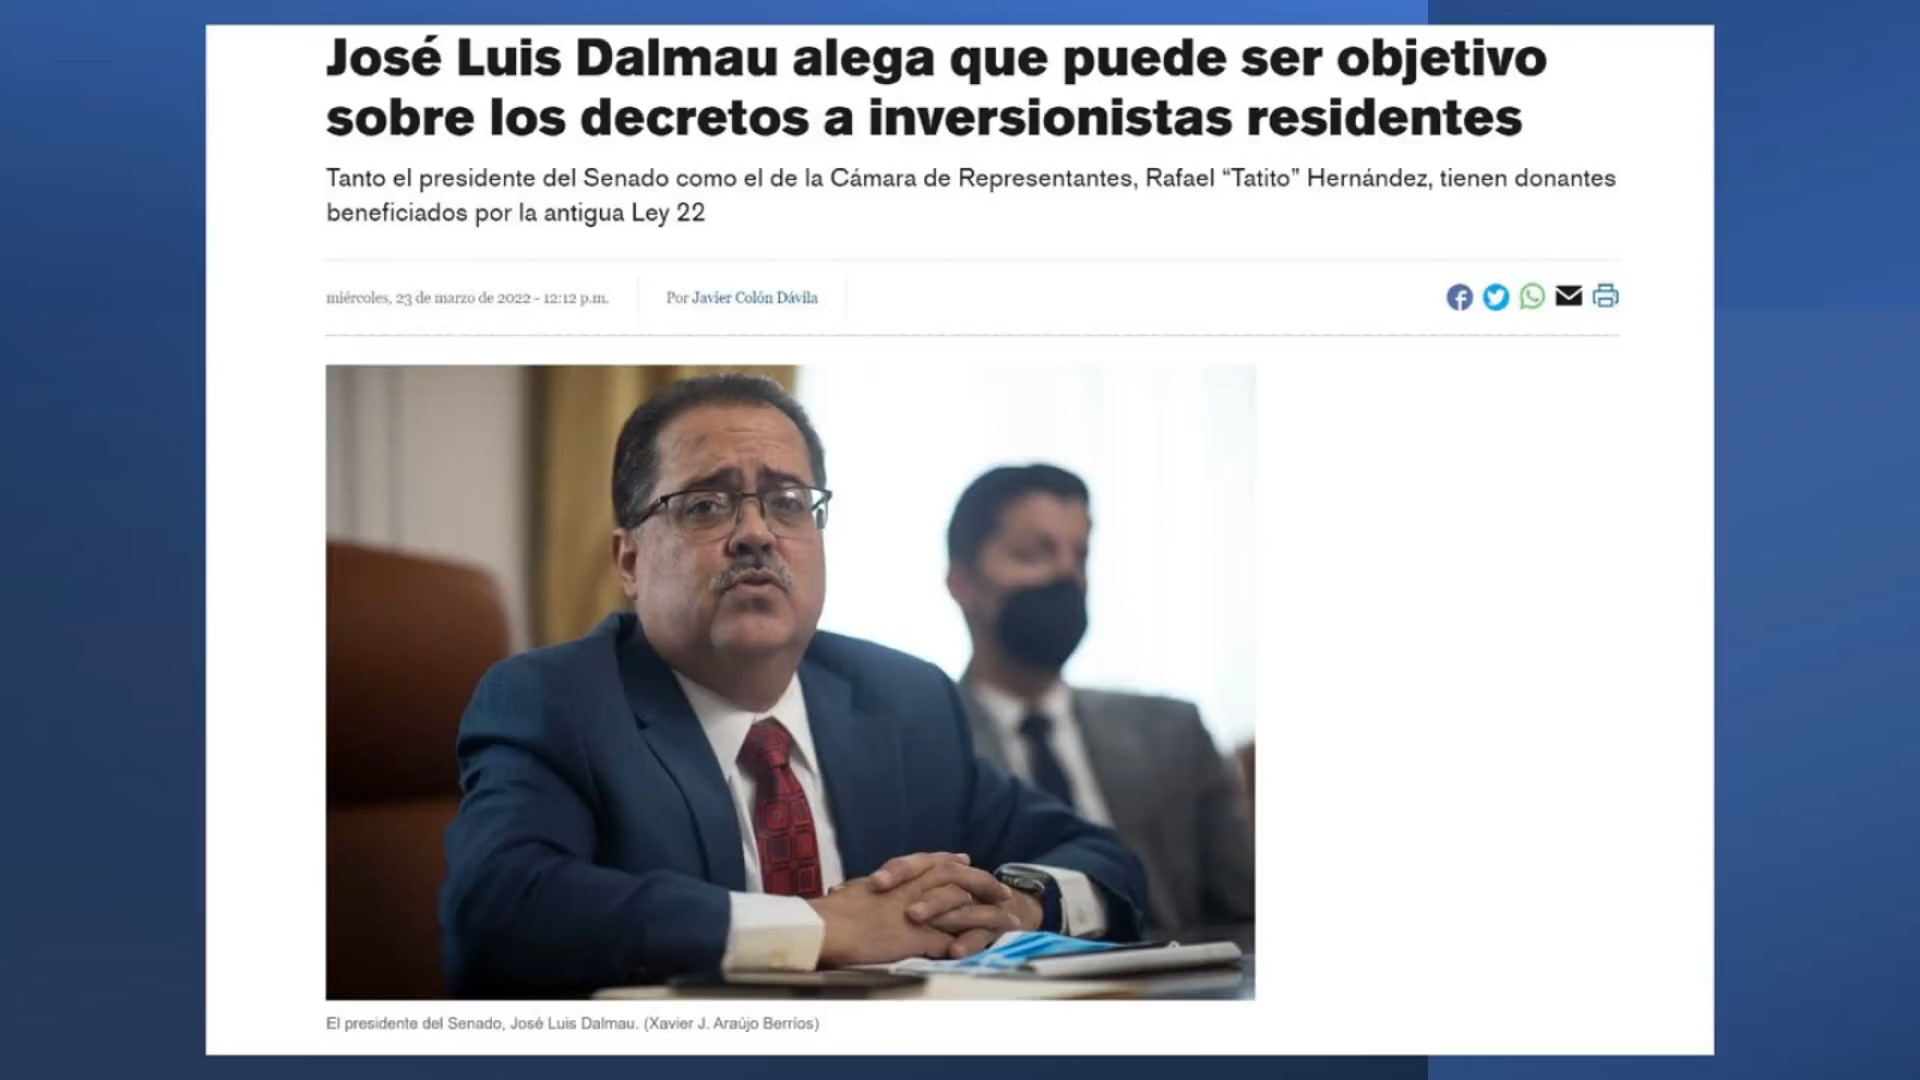 José Luis Dalmau alega que puede ser objetivo
sobre los decretos a inversionistas residentes
Tanto el presidente del Senado como el de la Cámara de Representantes, Rafael “Tatito” Hernández, tienen donantes
beneficiados por la antigua Ley 22
miércoles, 23 de marzo de 2022 - 12:12 p.m.
Por Javier Colón Dávila
El presidente del Senado, José Luis Dalmau. (Xavier J. Araújo Berríos)